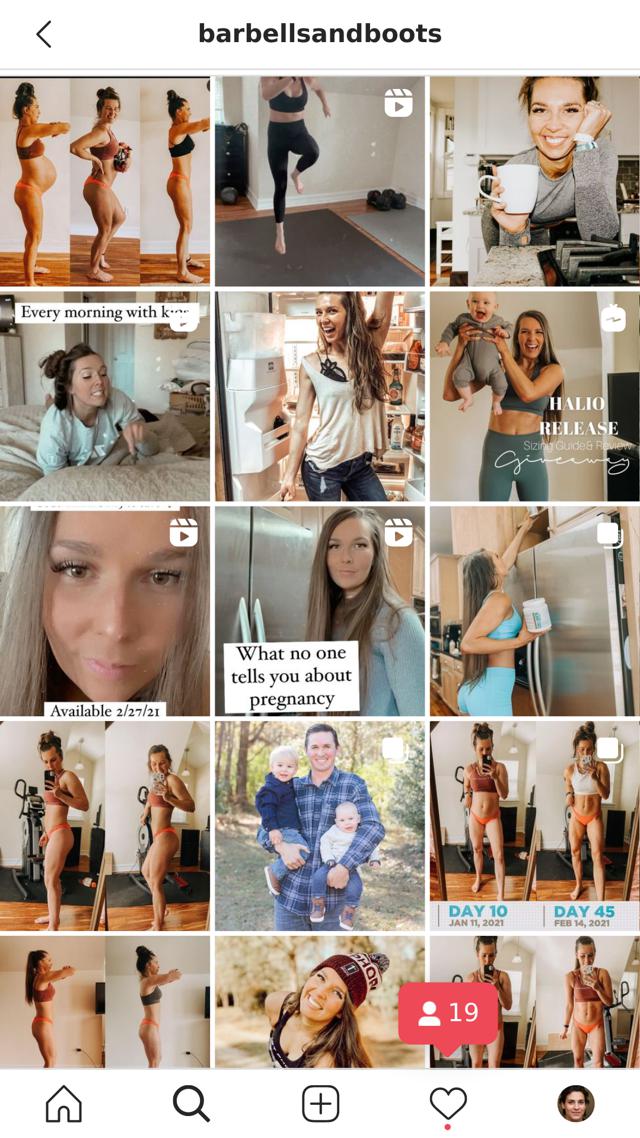 barbellsandboots
Every morning with
HALIO
RELEASE
Sizing Guide& Review
Giveaway
Available 2/27/21
What no one
tells you about
pregnancy
DAY 10
JAN 11, 2021
DAY 45
FEB 14, 2021
19